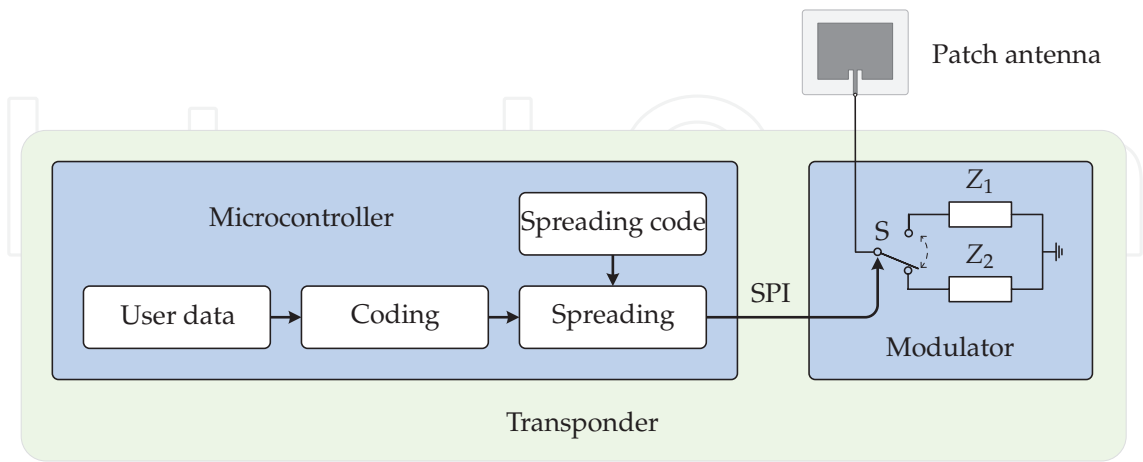 Patch antenna
Microcontroller
Spreading code
User data
Coding
Spreading
SPI
S
Z1
Z2
Modulator
Transponder